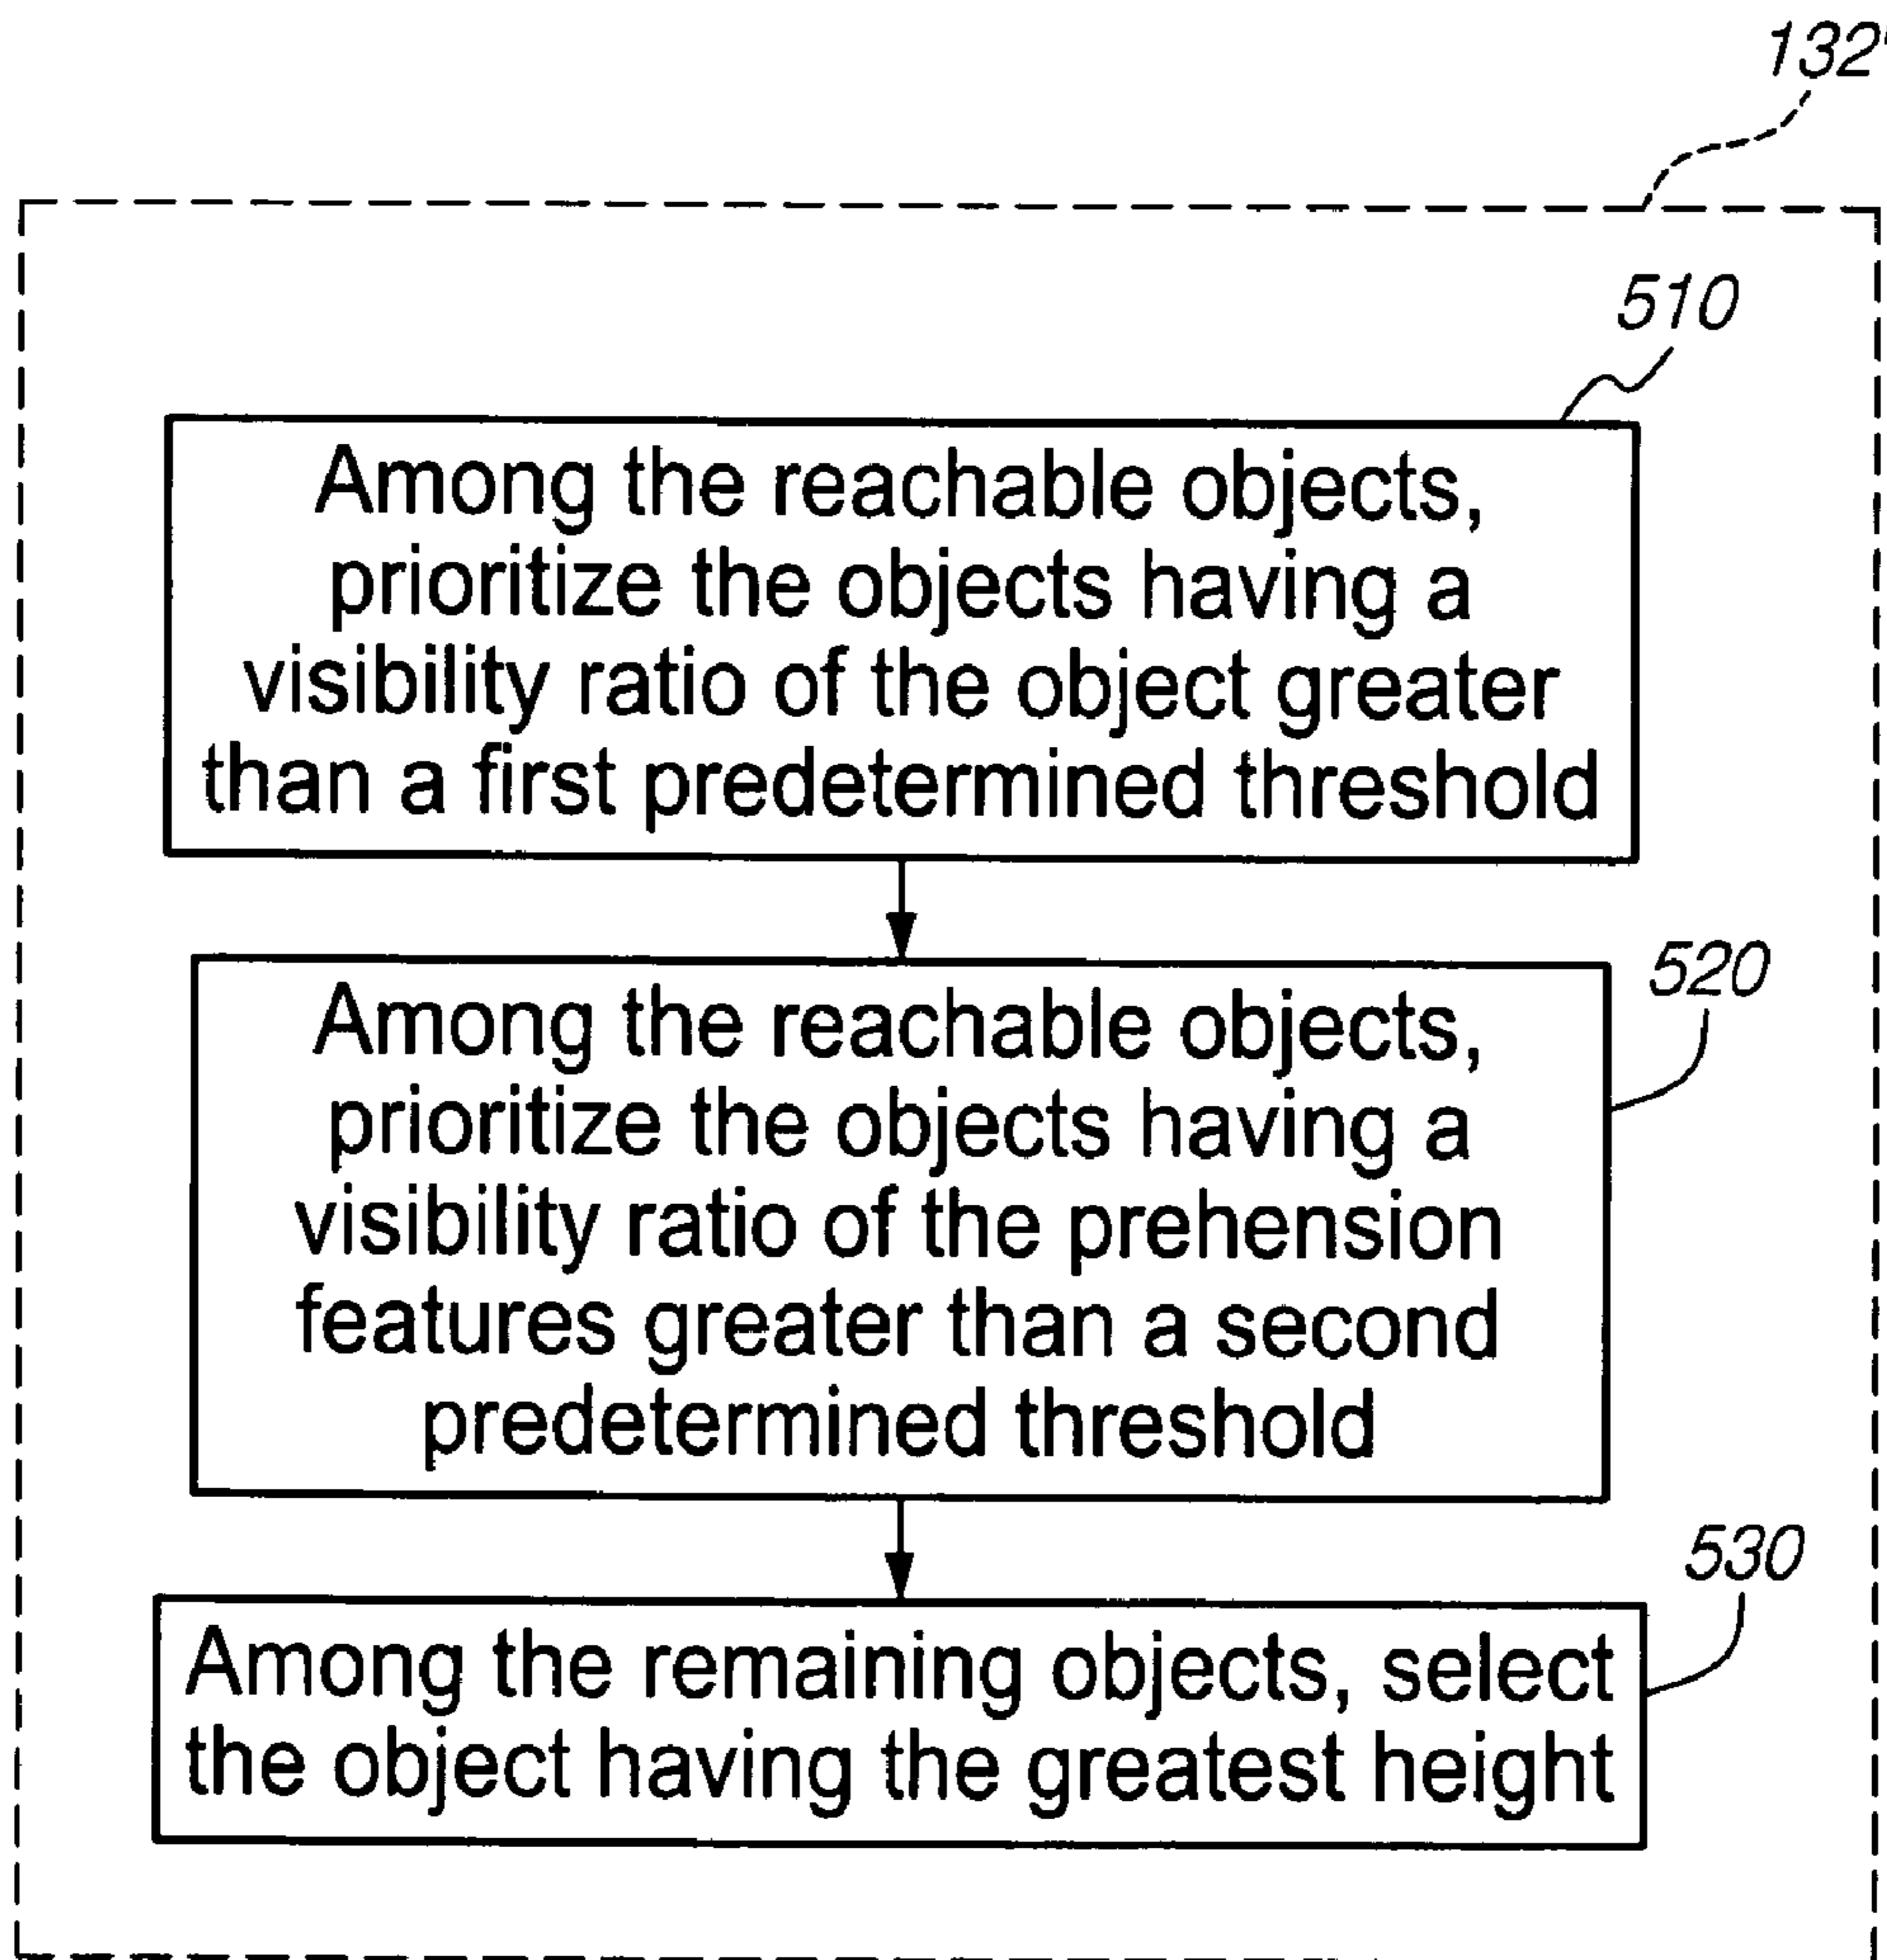 132'
510
Among the reachable objects,
prioritize the objects having a
visibility ratio of the object greater
than a first predetermined threshold
520
Among the reachable objects,
prioritize the objects having a
visibility ratio of the prehension
features greater than a second
predetermined threshold
530
Among the remaining objects, select
the object having the greatest height